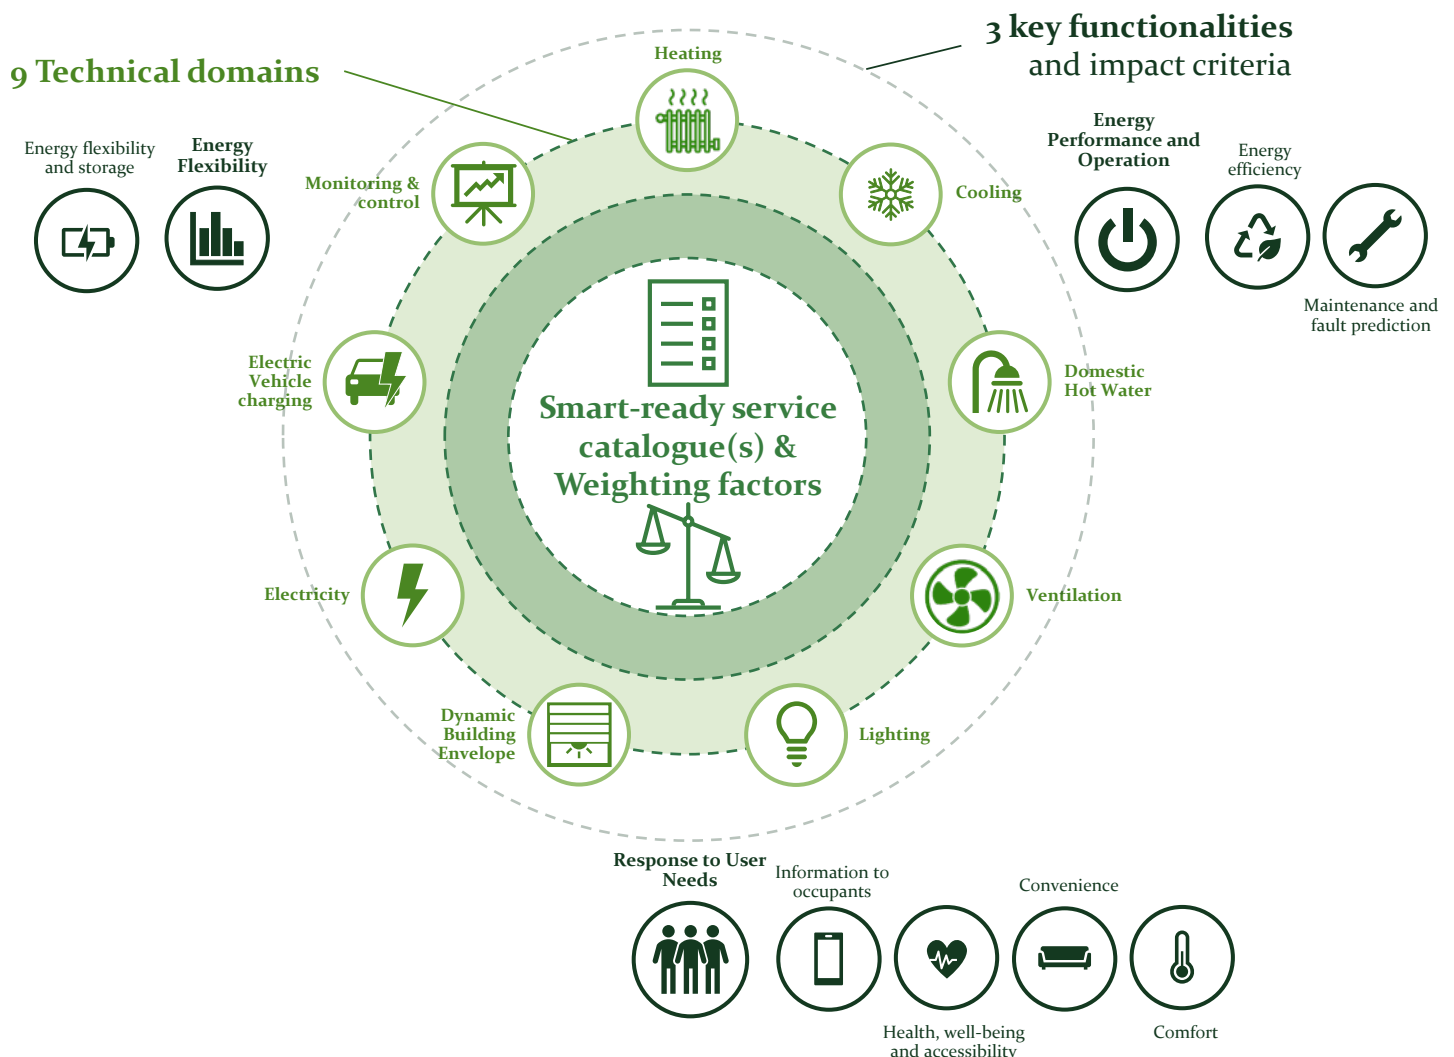 9 Technical domains
3 key functionalities
and impact criteria
Energy flexibility
and storage
Energy
Flexibility
Heating
Monitoring &
control
Cooling
Energy
Performance and
Operation
Energy
efficiency
Maintenance and
fault prediction
Electric
Vehicle
charging
Domestic
Hot Water
Smart-ready service
catalogue(s) &
Weighting factors
Electricity
Ventilation
Dynamic
Building
Envelope
Lighting
Response to User
Needs
Information to
occupants
Health, well-being
and accessibility
Convenience
Comfort